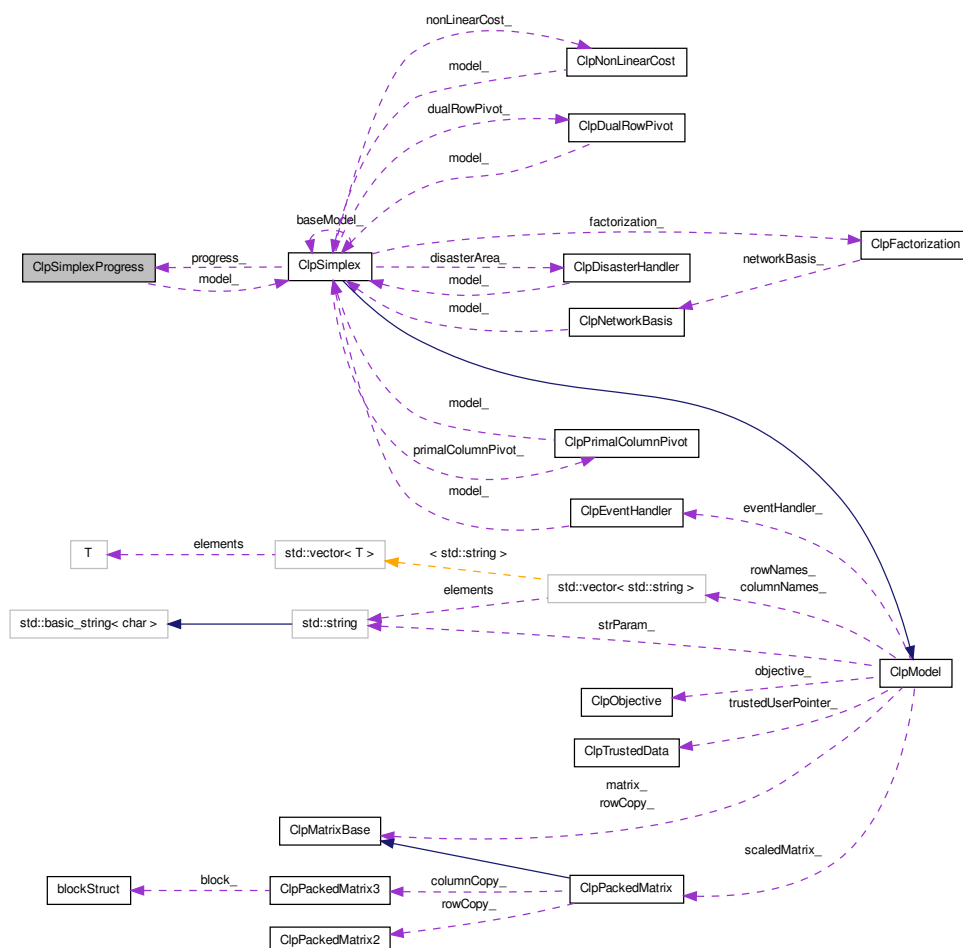 nonLinearCost_
ClpNonLinearCost
model_
dualRowPivot_
ClpDualRowPivot
model_
baseModel_
factorization_
ClpFactorization
ClpSimplexProgress
progress_
ClpSimplex
disasterArea_
ClpDisasterHandler
networkBasis_
model_
model_
model_
ClpNetworkBasis
model_
ClpPrimalColumnPivot
primalColumnPivot_
model_
ClpEventHandler
eventHandler_
T
elements
std::vector< T >
< std::string >
std::vector< std::string >
rowNames_
columnNames_
elements
std::basic_string< char >
std::string
strParam_
ClpModel
objective_
ClpObjective
trustedUserPointer_
ClpTrustedData
matrix_
rowCopy_
ClpMatrixBase
scaledMatrix_
blockStruct
block_
ClpPackedMatrix3
columnCopy_
rowCopy_
ClpPackedMatrix
ClpPackedMatrix2